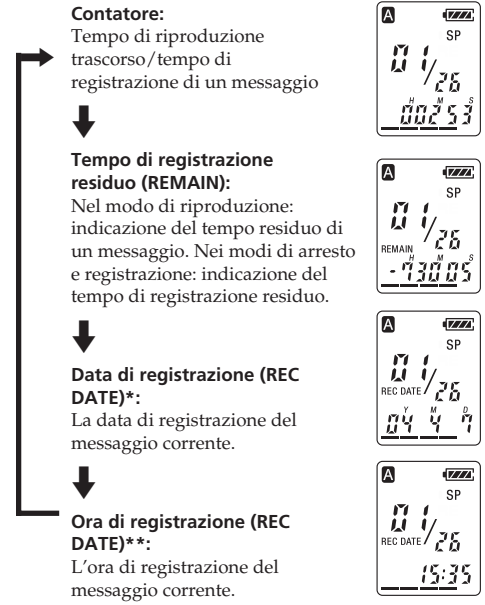 Contatore:
Tempo di riproduzione
trascorso/tempo di
registrazione di un messaggio
A
SP
01/26
H M S
00253
Tempo di registrazione
residuo (REMAIN):
Nel modo di riproduzione:
indicazione del tempo residuo di
un messaggio. Nei modi di arresto
e registrazione: indicazione del
tempo di registrazione residuo.
A
SP
01/26
REMAIN
H M S
-73005
Data di registrazione (REC
DATE)*:
La data di registrazione del
messaggio corrente.
A
SP
01/26
REC DATE
Y M D
04 4 7
Ora di registrazione (REC
DATE)**:
L'ora di registrazione del
messaggio corrente.
A
SP
01/26
REC DATE
15:35